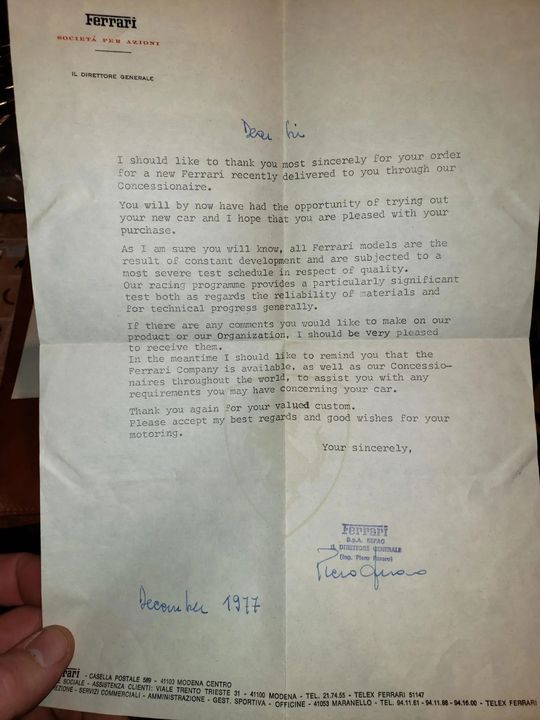 Ferrari
SOCIETÁ PER AZIONI
IL DIRETTORE GENERALE
Dear Sir
I should like to thank you most sincerely for your order
for a new Ferrari recently delivered to you through our
Concessionaire.
You will by now have had the opportunity of trying out
your new car and I hope that you are pleased with your
purchase.
As I am sure you will know, all Ferrari models are the
result of constant development and are subjected to a
most severe test schedule in respect of quality.
Our racing programme provides a particularly significant
test both as regards the reliability of materials and
for technical progress generally.
If there are any comments you would like to make on our
product or our Organization, I should be very pleased
to receive them.
In the meantime I should like to remind you that the
Ferrari Company is available, as well as our Concessio-
naires throughout the world, to assist you with any
requirements you may have concerning your car.
Thank you again for your valued custom.
Please accept my best regards and good wishes for your
motoring.
Your sincerely,
Ferrari
S.p.A. SEFAC
IL DIRETTORE GENERALE
(Ing. Piero
December 1977
rari - CASELLA POSTALE 589 - 41100 MODENA CENTRO
E SOCIALE - ASSISTENZA CLIENTI: VIALE TRENTO TRIESTE 31 - 41100 MODENA - TEL. 21.74.55 - TELEX FERRARI 51147
EZIONE - SERVIZI COMMERCIALI - AMMINISTRAZIONE - GEST. SPORTIVA - OFFICINE - 41053 MARANELLO - TEL. 94.11.61 - 94.11.86 - 94.16.00 - TELEX FERRARI